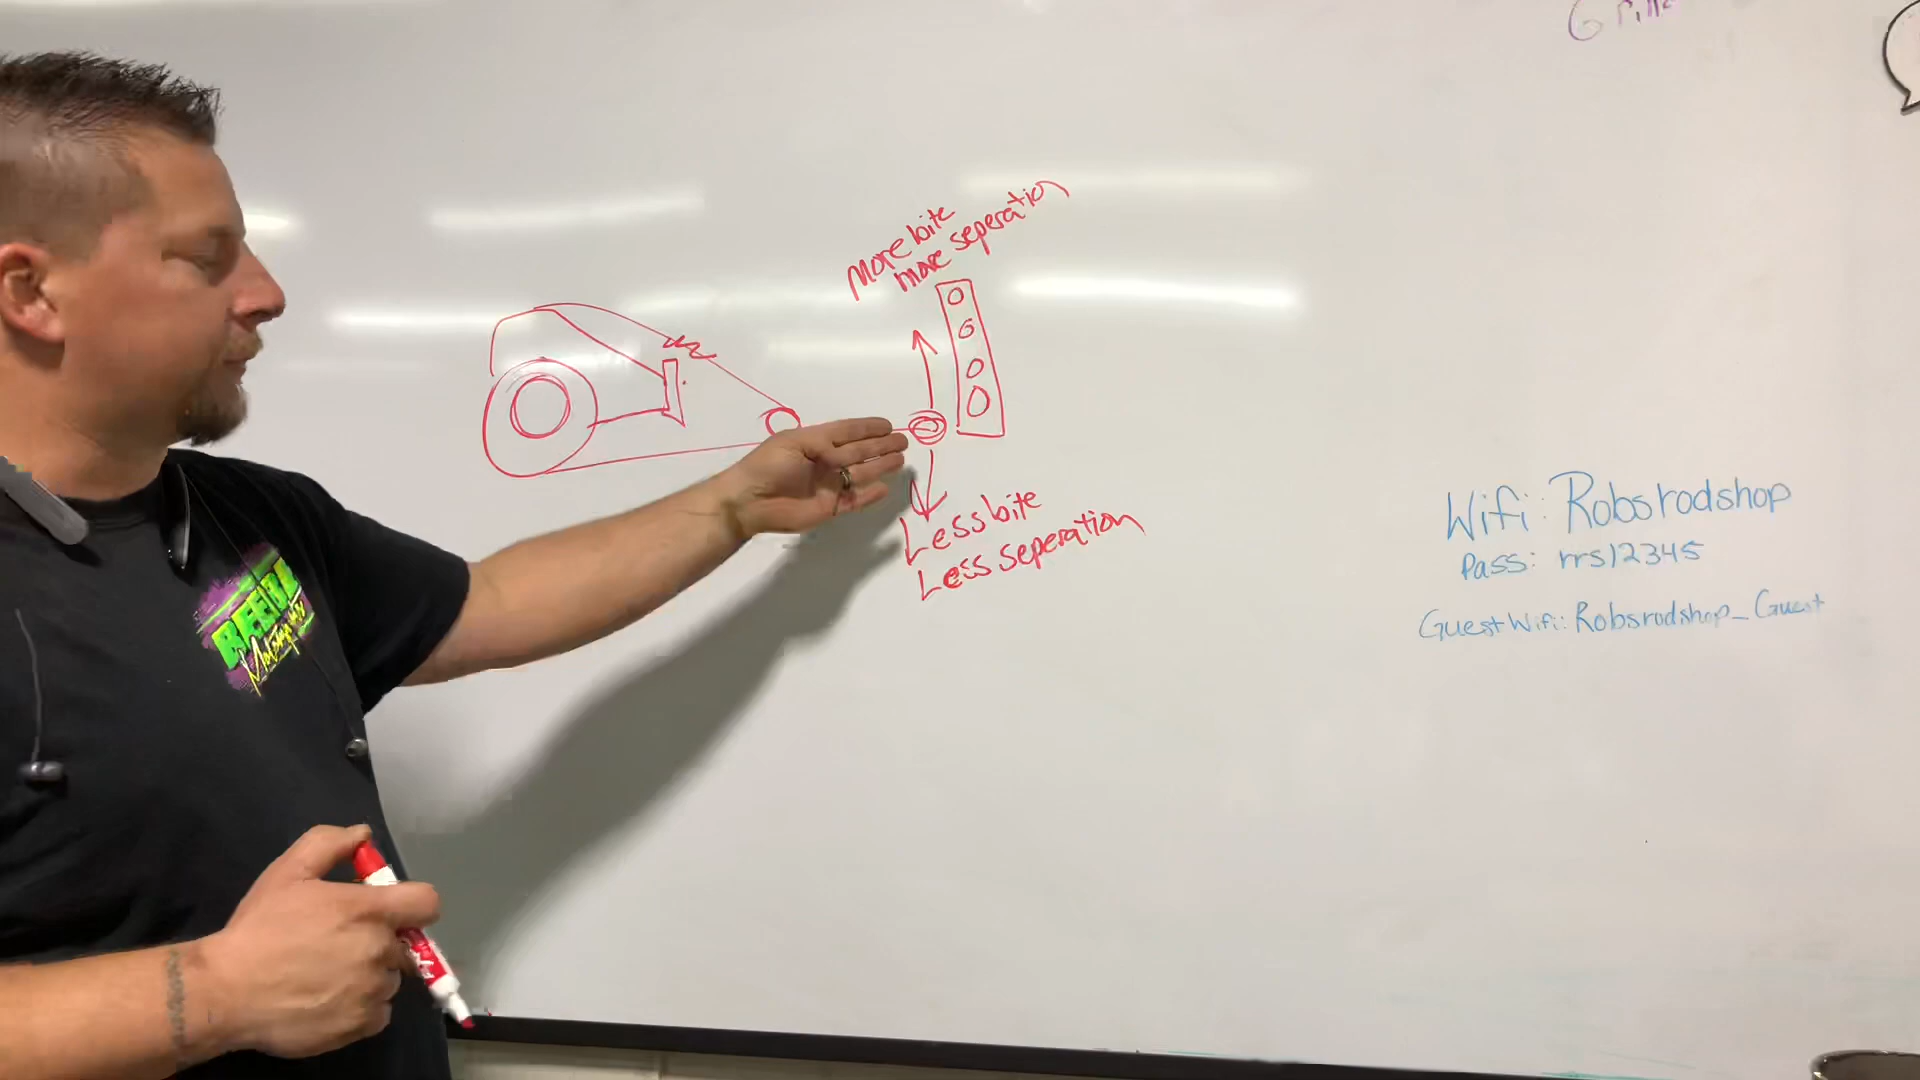 More bite
more seperation
Less bite
Less seperation
Wifi: Robsrodshop
Pass: rrs12345
Guest Wifi: Robsrodshop_Guest